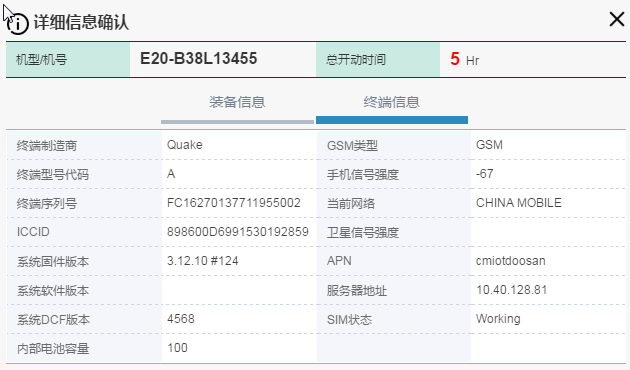 详细信息确认
机型/机号 E20-B38L13455 总开动时间 5 Hr
装备信息 终端信息
终端制造商 Quake GSM类型 GSM
终端型号代码 A 手机信号强度 -67
终端序列号 FC16270137711955002 当前网络 CHINA MOBILE
ICCID 898600D6991530192859 卫星信号强度
系统固件版本 3.12.10 #124 APN cmiotdoosan
系统软件版本 服务器地址 10.40.128.81
系统DCF版本 4568 SIM状态 Working
内部电池容量 100